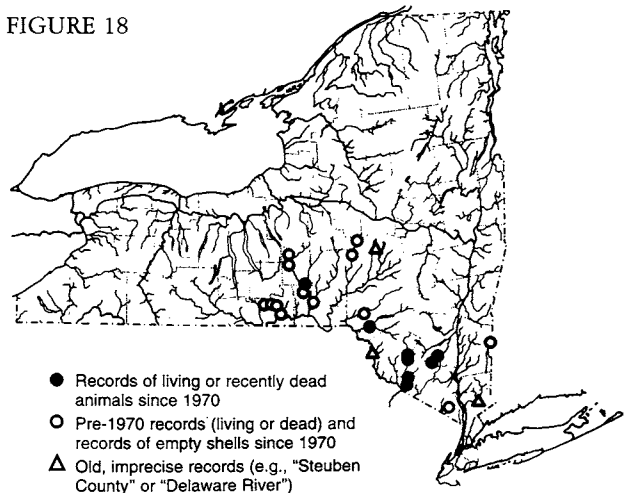 FIGURE 18
Records of living or recently dead
animals since 1970
Pre-1970 records (living or dead) and
records of empty shells since 1970
Old, imprecise records (e.g., "Steuben
County" or "Delaware River")